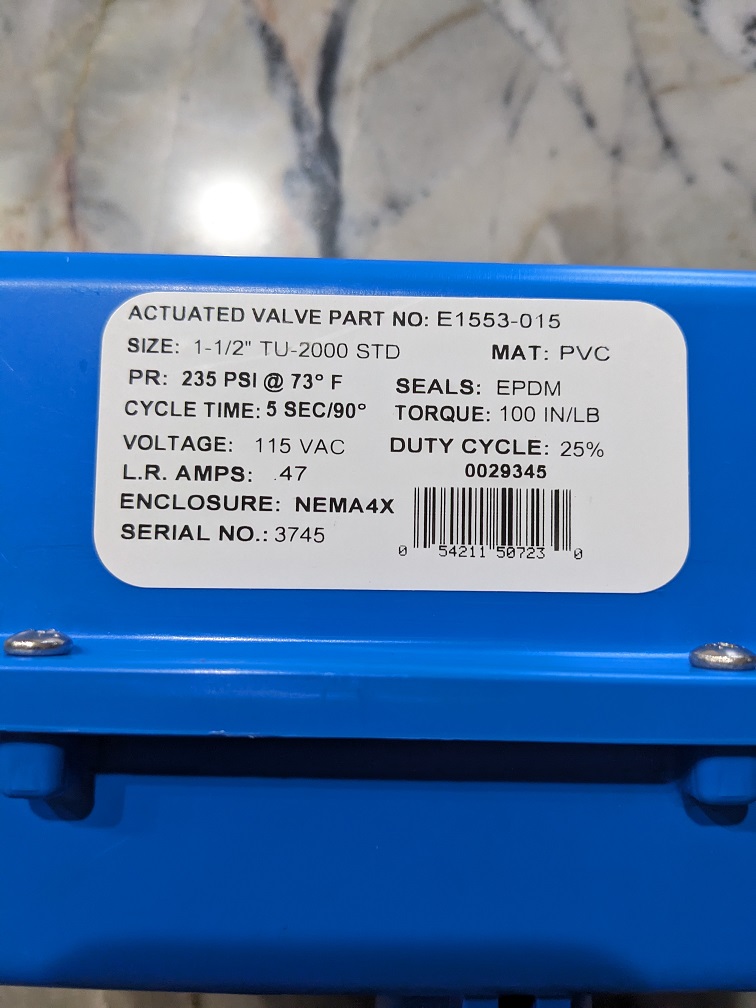 ACTUATED VALVE PART NO: E1553-015
SIZE: 1-1/2" TU-2000 STD MAT: PVC
PR: 235 PSI @ 73° F SEALS: EPDM
CYCLE TIME: 5 SEC/90° TORQUE: 100 IN/LB
VOLTAGE: 115 VAC DUTY CYCLE: 25%
L.R. AMPS: .47 0029345
ENCLOSURE: NEMA4X
SERIAL NO.: 3745
0 54211 50723 0